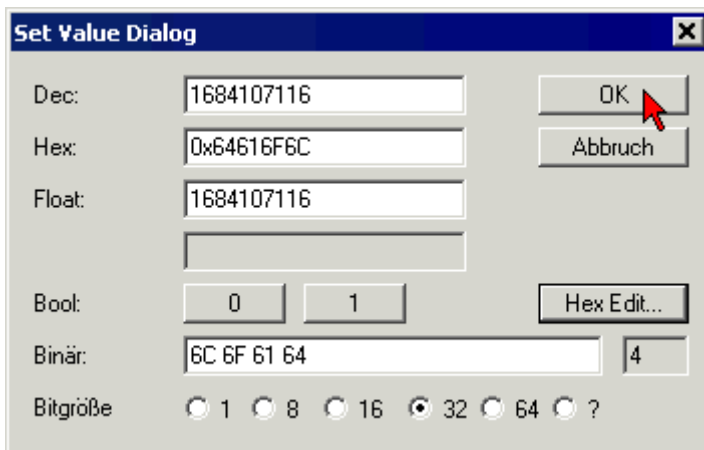 Set Value Dialog
Dec: 1684107116 OK
Hex: 0x64616F6C Abbruch
Float: 1684107116
Bool: 0 1 Hex Edit...
Binär: 6C 6F 61 64 4
Bitgröße 1 8 16 32 64 ?